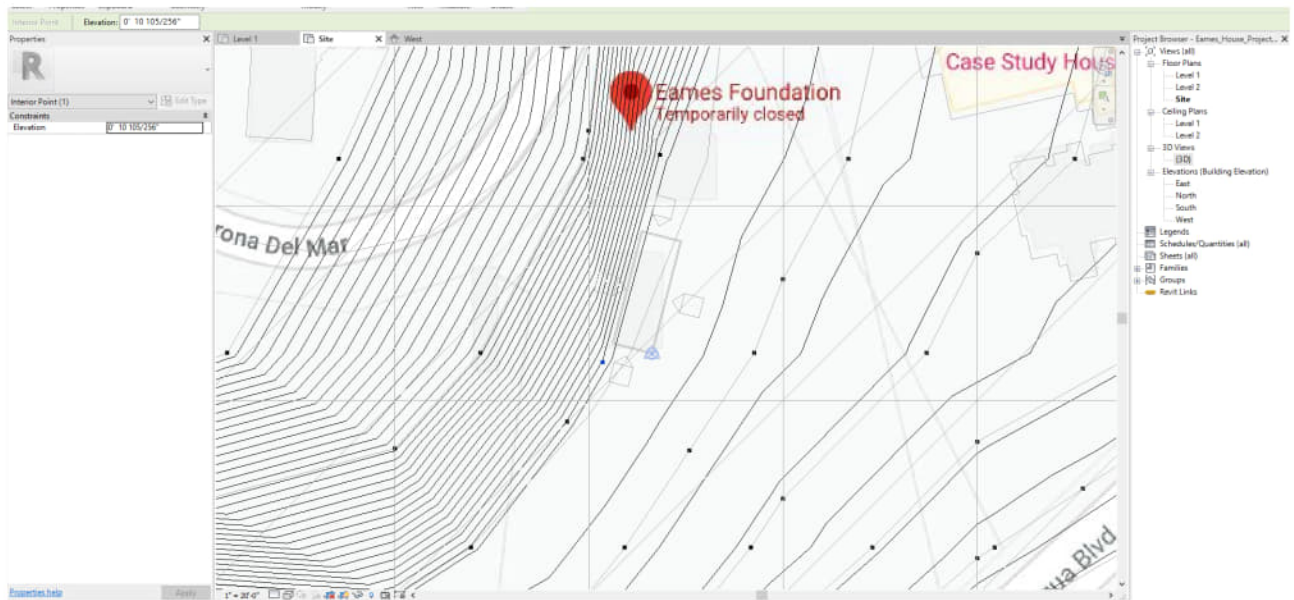 Interior Point
Elevation: 0' 10 105/256"
Properties
Level 1
Site
West
Project Browser - Eames_House_Project...
R
Interior Point (1)
Edit Type
Constraints
Elevation 0' 10 105/256"
Views (all)
Floor Plans
Level 1
Level 2
Site
Ceiling Plans
Level 1
Level 2
3D Views
{3D}
Elevations (Building Elevation)
East
North
South
West
Legends
Schedules/Quantities (all)
Sheets (all)
Families
Groups
Revit Links
Case Study Hous
Eames Foundation
Temporarily closed
rona Del Mar
ua Blvd
Properties help
Apply
1" = 20'-0"